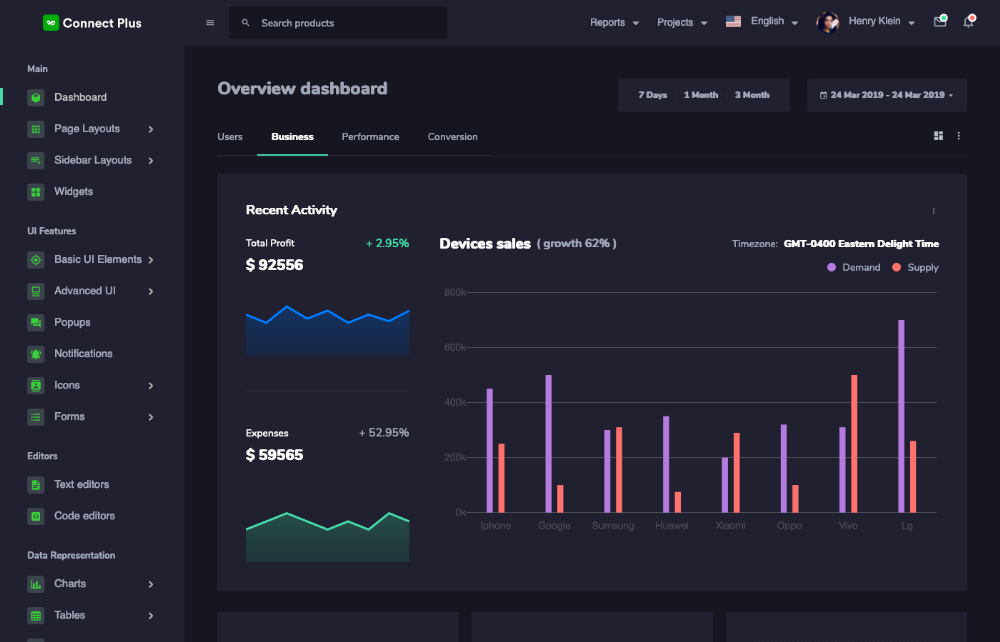 Connect Plus
Search products
Reports
Projects
English
Henry Klein
Main
Dashboard
Page Layouts
Sidebar Layouts
Widgets
UI Features
Basic UI Elements
Advanced UI
Popups
Notifications
Icons
Forms
Editors
Text editors
Code editors
Data Representation
Charts
Tables
Overview dashboard
7 Days 1 Month 3 Month
24 Mar 2019 - 24 Mar 2019
Users Business Performance Conversion
Recent Activity
Total Profit + 2.95%
$ 92556
Expenses + 52.95%
$ 59565
Devices sales ( growth 62% )
Timezone: GMT-0400 Eastern Delight Time
Demand Supply
800k
600k
400k
200k
0k
Iphone Google Sumsung Huawei Xiaomi Oppo Vivo Lg